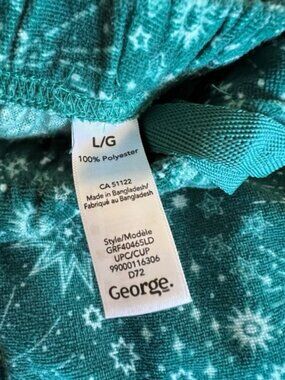 L/G
100% Polyester
CA 51122
Made in Bangladesh/
Fabriqué au Bangladesh
Style/Modèle
GRF40465LD
UPC/CUP
99000116306
D72
George.